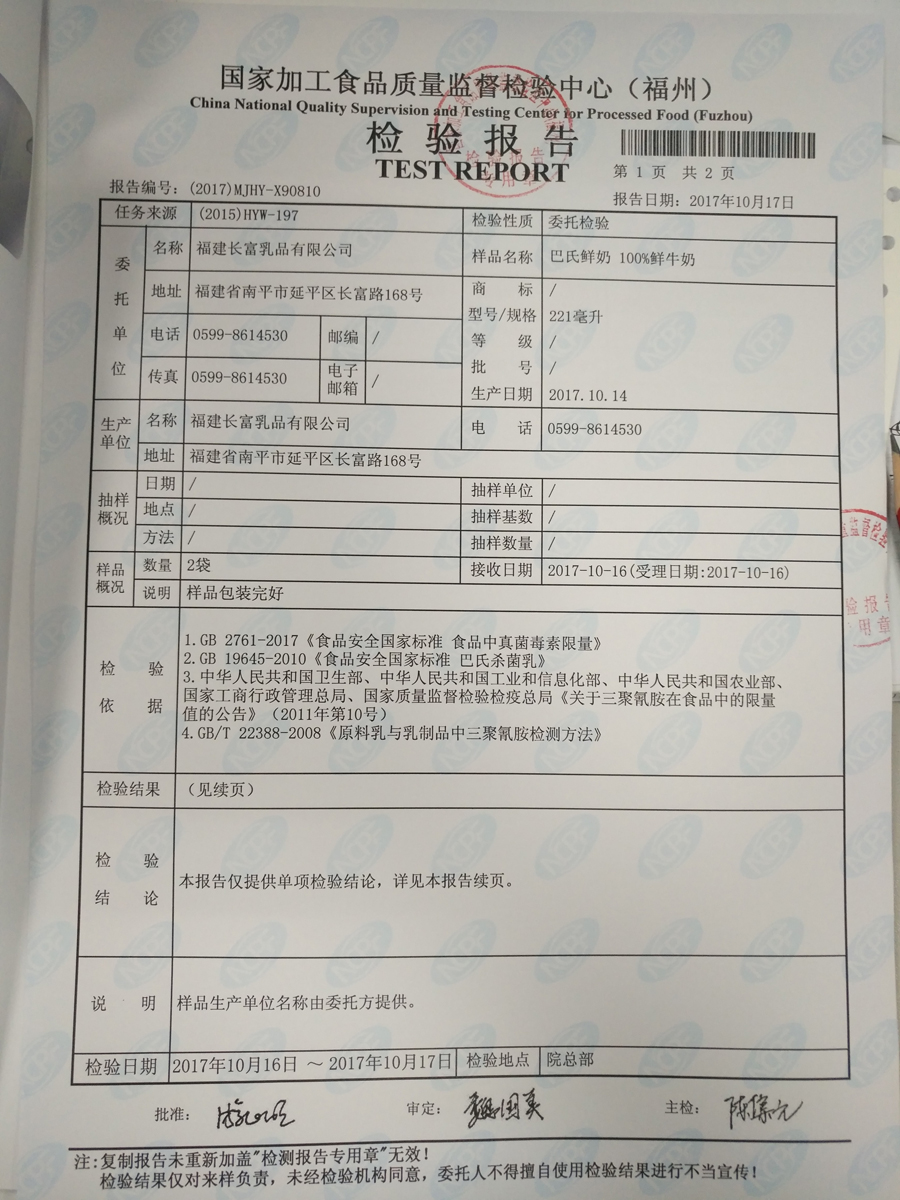 国家加工食品质量监督检验中心（福州）
China National Quality Supervision and Testing Center for Processed Food (Fuzhou)
检验报告
TEST REPORT
第 1 页 共 2 页
报告编号：(2017)MJHY-X90810
报告日期：2017年10月17日
任务来源 (2015)HYW-197 检验性质 委托检验
委托单位 名称 福建长富乳品有限公司 样品名称 巴氏鲜奶 100%鲜牛奶
地址 福建省南平市延平区长富路168号 商标 /
型号/规格 221毫升
电话 0599-8614530 邮编 / 等级 /
批号 /
传真 0599-8614530 电子邮箱 / 生产日期 2017.10.14
生产单位 名称 福建长富乳品有限公司 电话 0599-8614530
地址 福建省南平市延平区长富路168号
抽样概况 日期 / 抽样单位 /
地点 / 抽样基数 /
方法 / 抽样数量 /
样品概况 数量 2袋 接收日期 2017-10-16(受理日期:2017-10-16)
说明 样品包装完好
检验依据
1.GB 2761-2017《食品安全国家标准 食品中真菌毒素限量》
2.GB 19645-2010《食品安全国家标准 巴氏杀菌乳》
3.中华人民共和国卫生部、中华人民共和国工业和信息化部、中华人民共和国农业部、
国家工商行政管理总局、国家质量监督检验检疫总局《关于三聚氰胺在食品中的限量
值的公告》（2011年第10号）
4.GB/T 22388-2008《原料乳与乳制品中三聚氰胺检测方法》
检验结果 （见续页）
检验结论 本报告仅提供单项检验结论，详见本报告续页。
说明 样品生产单位名称由委托方提供。
检验日期 2017年10月16日 ～ 2017年10月17日 检验地点 院总部
批准： 审定： 主检：
注:复制报告未重新加盖"检测报告专用章"无效！
检验结果仅对来样负责，未经检验机构同意，委托人不得擅自使用检验结果进行不当宣传！